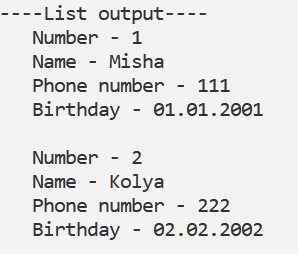 ----List output----
Number - 1
Name - Misha
Phone number - 111
Birthday - 01.01.2001

Number - 2
Name - Kolya
Phone number - 222
Birthday - 02.02.2002